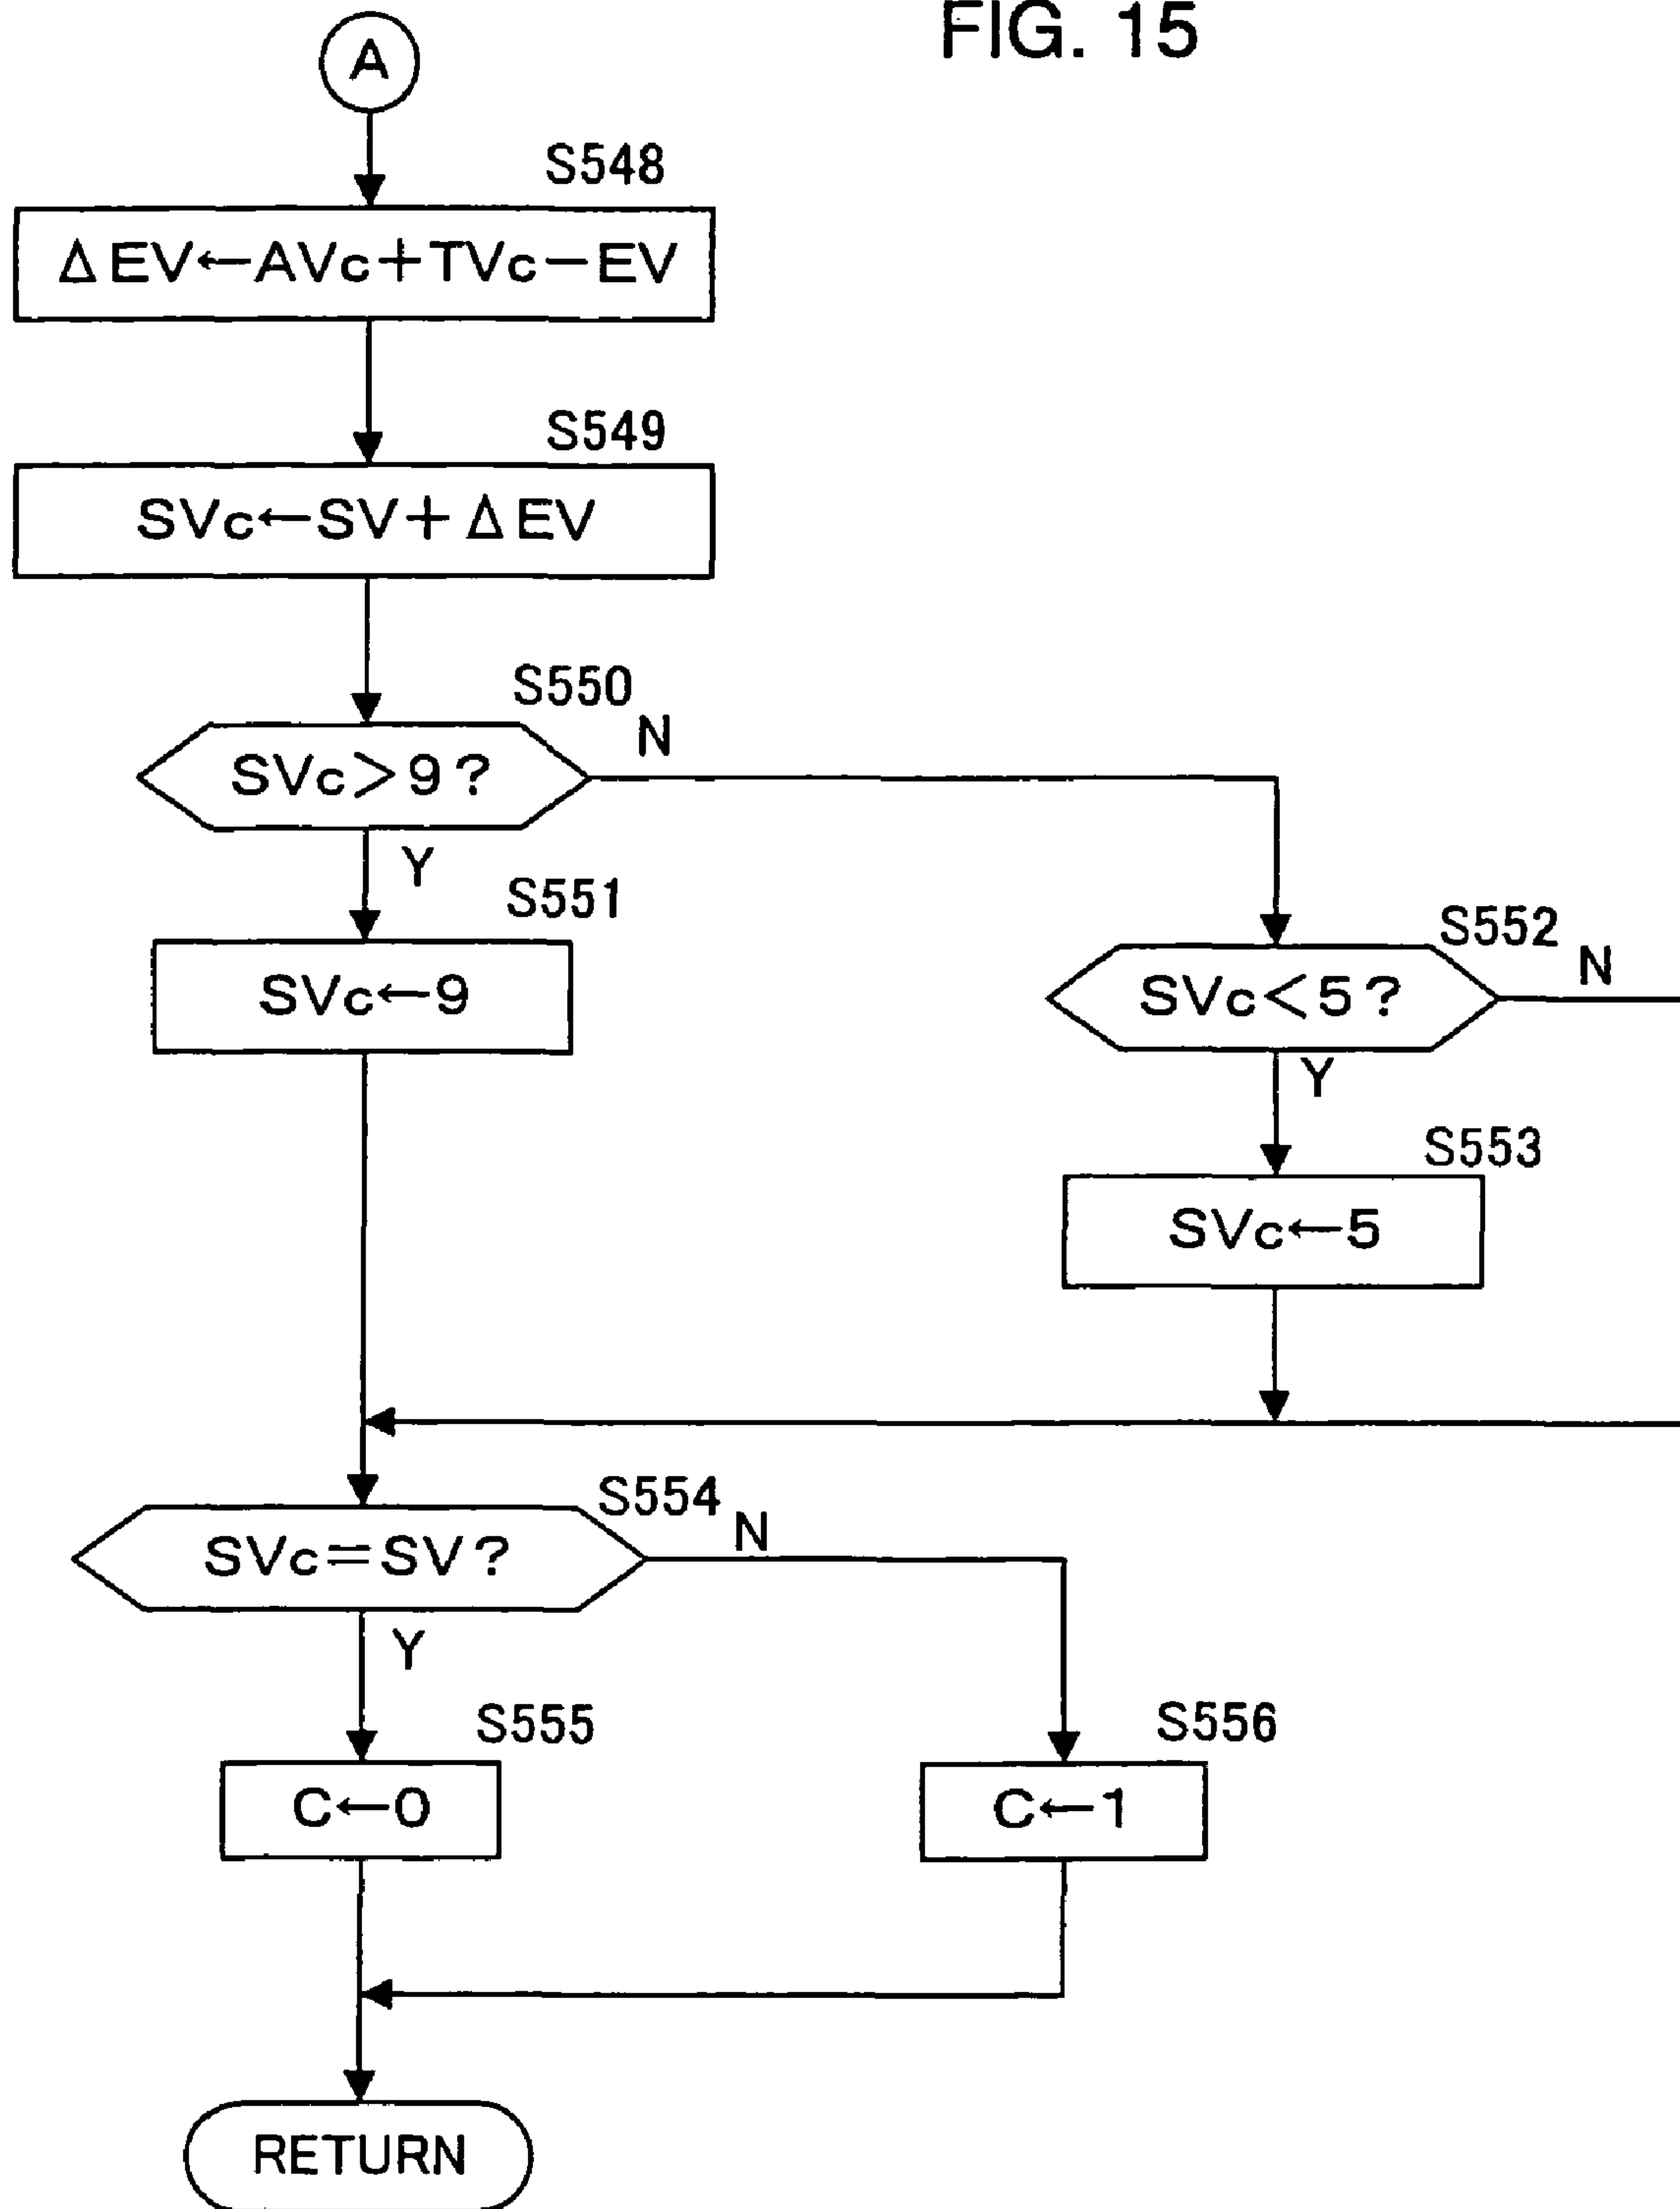 FIG. 15
A
S548
ΔEV←AVc+TVc−EV
S549
SVc←SV+ΔEV
S550
SVc>9?
N
Y
S551
SVc←9
S552
SVc<5?
N
Y
S553
SVc←5
S554
SVc=SV?
N
Y
S555
C←0
S556
C←1
RETURN